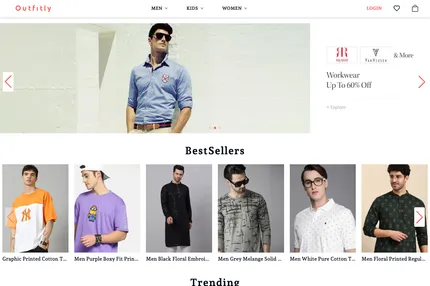 Outfitly
MEN
KIDS
WOMEN
LOGIN
& More
Workwear
Up To 60% Off
+ Explore
BestSellers
Graphic Printed Cotton T...
Men Purple Boxy Fit Prin...
Men Black Floral Embroi...
Men Grey Melange Solid ...
Men White Pure Cotton T...
Men Floral Printed Regul...
Trending